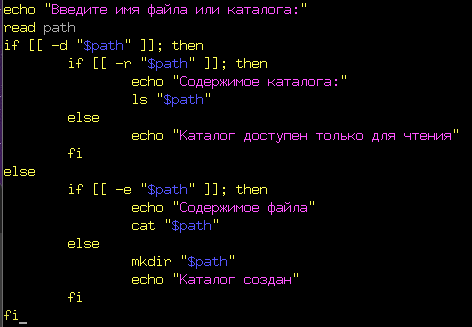 echo "Введите имя файла или каталога:"
read path
if [[ -d "$path" ]]; then
if [[ -r "$path" ]]; then
echo "Содержимое каталога:"
ls "$path"
else
echo "Каталог доступен только для чтения"
fi
else
if [[ -e "$path" ]]; then
echo "Содержимое файла"
cat "$path"
else
mkdir "$path"
echo "Каталог создан"
fi
fi